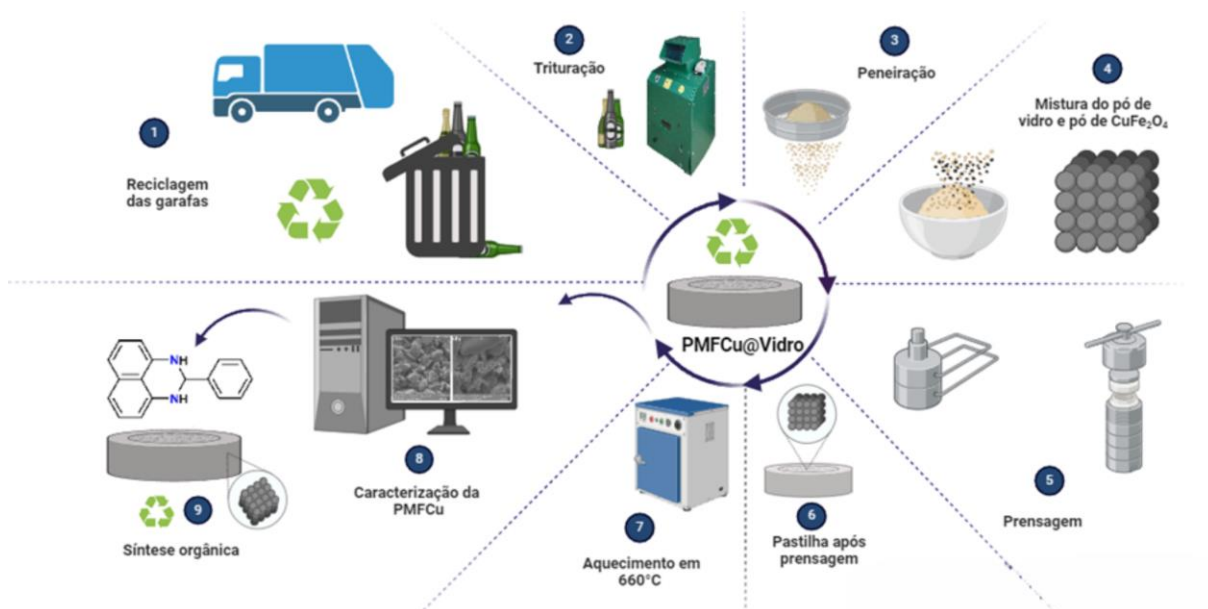 1
Reciclagem
das garafas
2
Trituração
3
Peneiração
4
Mistura do pó de
vidro e pó de CuFe₂O₄
PMFCu@Vidro
5
Prensagem
6
Pastilha após
prensagem
7
Aquecimento em
660°C
8
Caracterização da
PMFCu
NH
NH
9
Síntese orgânica